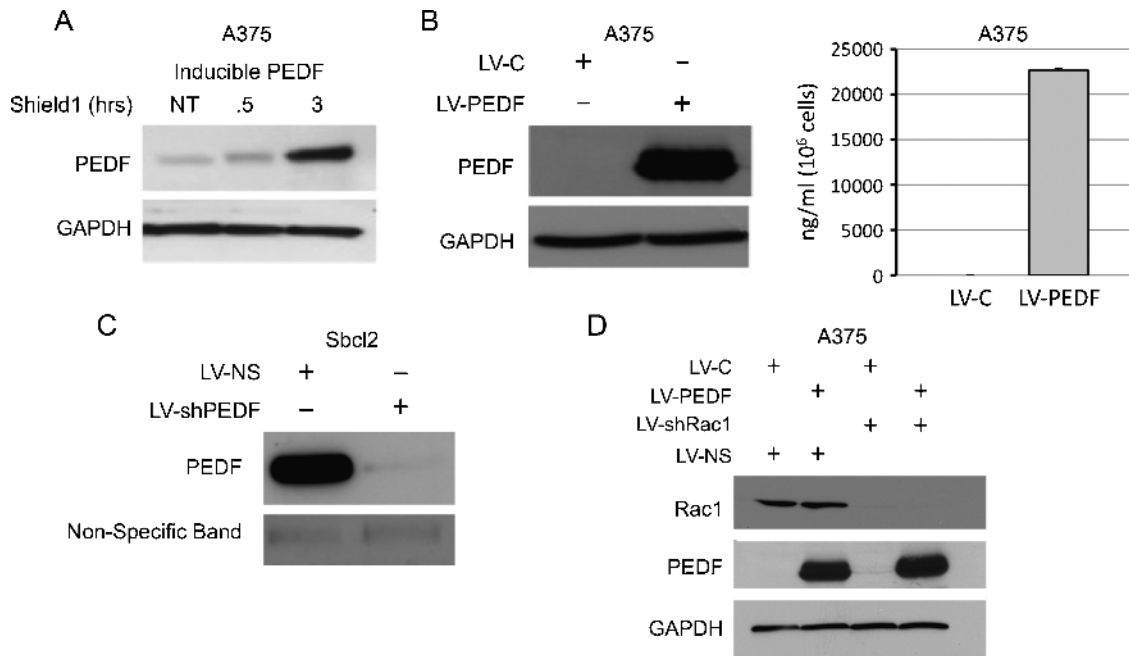 A
A375
Inducible PEDF
Shield1 (hrs) NT .5 3
PEDF
GAPDH
B
A375
LV-C + –
LV-PEDF – +
PEDF
GAPDH
A375
ng/ml (10⁶ cells)
25000
20000
15000
10000
5000
0
LV-C LV-PEDF
C
Sbcl2
LV-NS + –
LV-shPEDF – +
PEDF
Non-Specific Band
D
A375
LV-C + +
LV-PEDF + +
LV-shRac1 + +
LV-NS + +
Rac1
PEDF
GAPDH